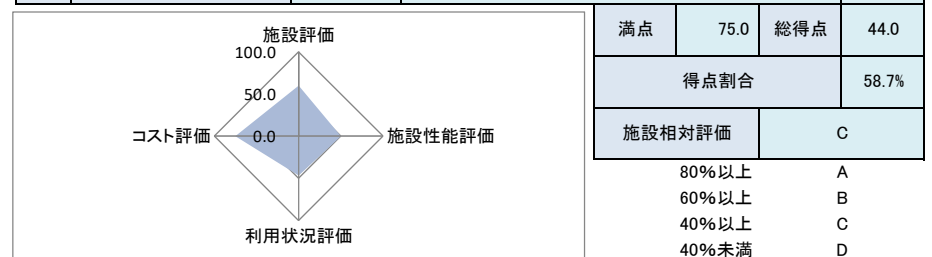 施設評価
100.0
50.0
0.0
コスト評価
施設性能評価
利用状況評価
満点 75.0 総得点 44.0
得点割合 58.7%
施設相対評価 C
80%以上 A
60%以上 B
40%以上 C
40%未満 D